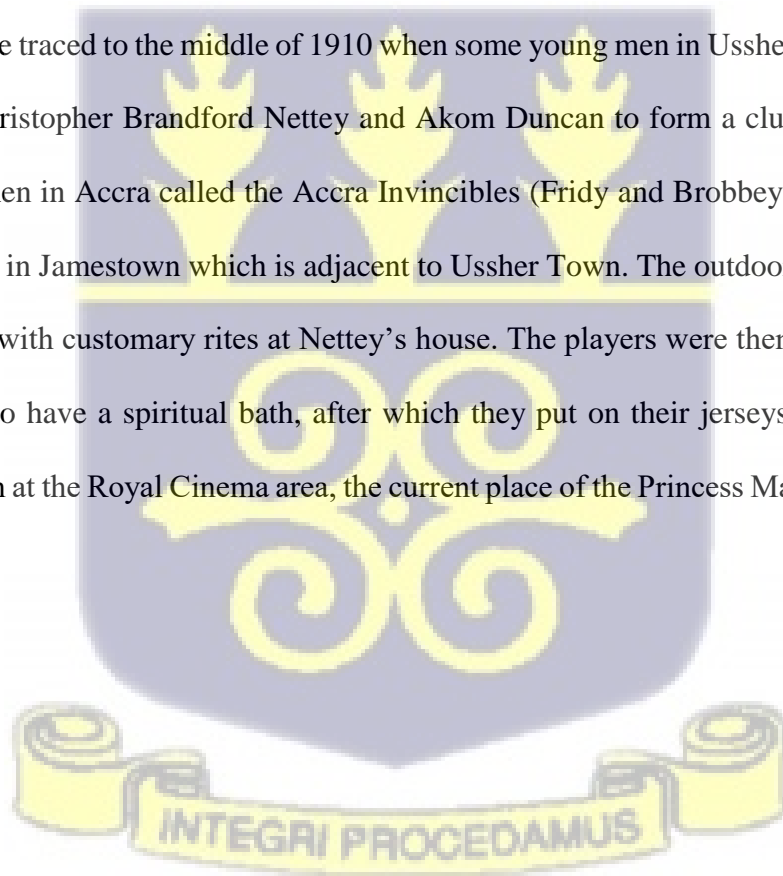 e traced to the middle of 1910 when some young men in Usshe
ristopher Brandford Nettey and Akom Duncan to form a clu
en in Accra called the Accra Invincibles (Fridy and Brobbey
in Jamestown which is adjacent to Ussher Town. The outdoo
with customary rites at Nettey's house. The players were then
o have a spiritual bath, after which they put on their jerseys
at the Royal Cinema area, the current place of the Princess Ma
INTEGRI PROCEDAMUS